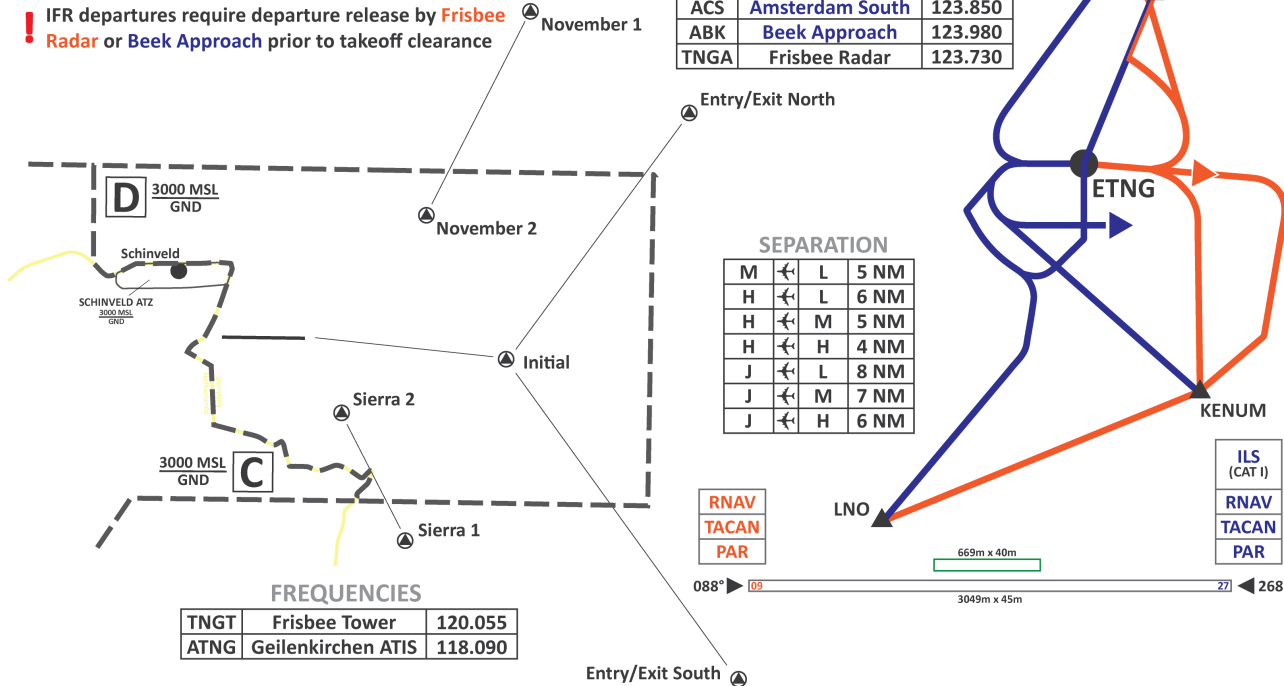 IFR departures require departure release by Frisbee
Radar or Beek Approach prior to takeoff clearance
November 1
ACS Amsterdam South 123.850
ABK Beek Approach 123.980
TNGA Frisbee Radar 123.730
Entry/Exit North
D 3000 MSL
GND
November 2
ETNG
Schinveld
SCHINVELD ATZ
3000 MSL
GND
Initial
SEPARATION
M L 5 NM
H L 6 NM
H M 5 NM
H H 4 NM
J L 8 NM
J M 7 NM
J H 6 NM
Sierra 2
KENUM
3000 MSL
GND C
Sierra 1
LNO
RNAV
TACAN
PAR
ILS
(CAT I)
RNAV
TACAN
PAR
669m x 40m
088° 09 27 268
3049m x 45m
FREQUENCIES
TNGT Frisbee Tower 120.055
ATNG Geilenkirchen ATIS 118.090
Entry/Exit South